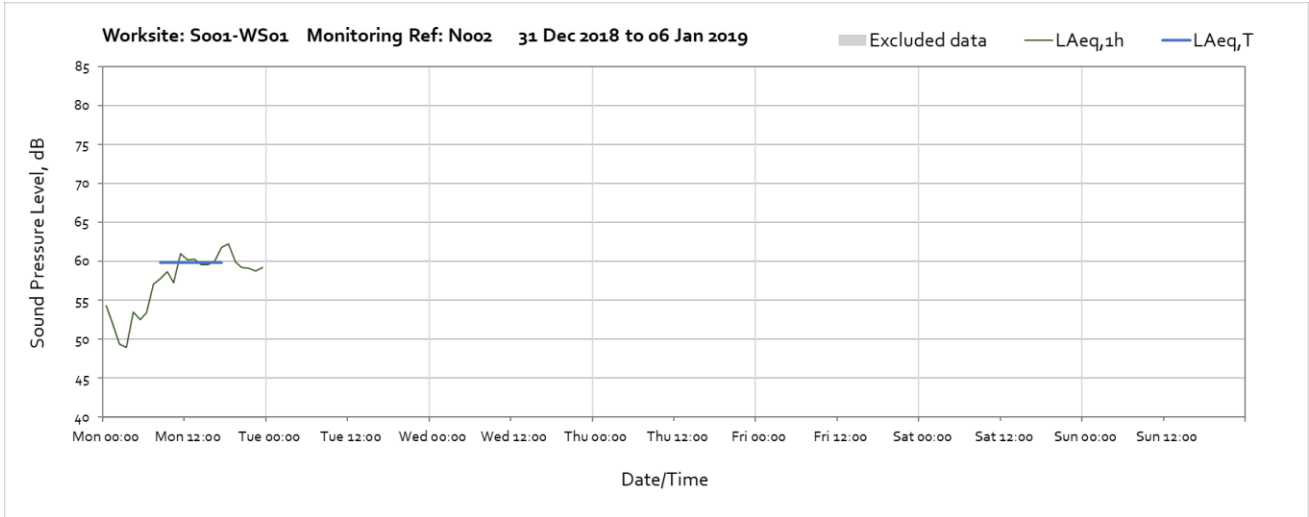 Worksite: S001-WS01 Monitoring Ref: N002 31 Dec 2018 to 06 Jan 2019
Excluded data LAeq,1h LAeq,T
Sound Pressure Level, dB
85
80
75
70
65
60
55
50
45
40
Mon 00:00 Mon 12:00 Tue 00:00 Tue 12:00 Wed 00:00 Wed 12:00 Thu 00:00 Thu 12:00 Fri 00:00 Fri 12:00 Sat 00:00 Sat 12:00 Sun 00:00 Sun 12:00
Date/Time